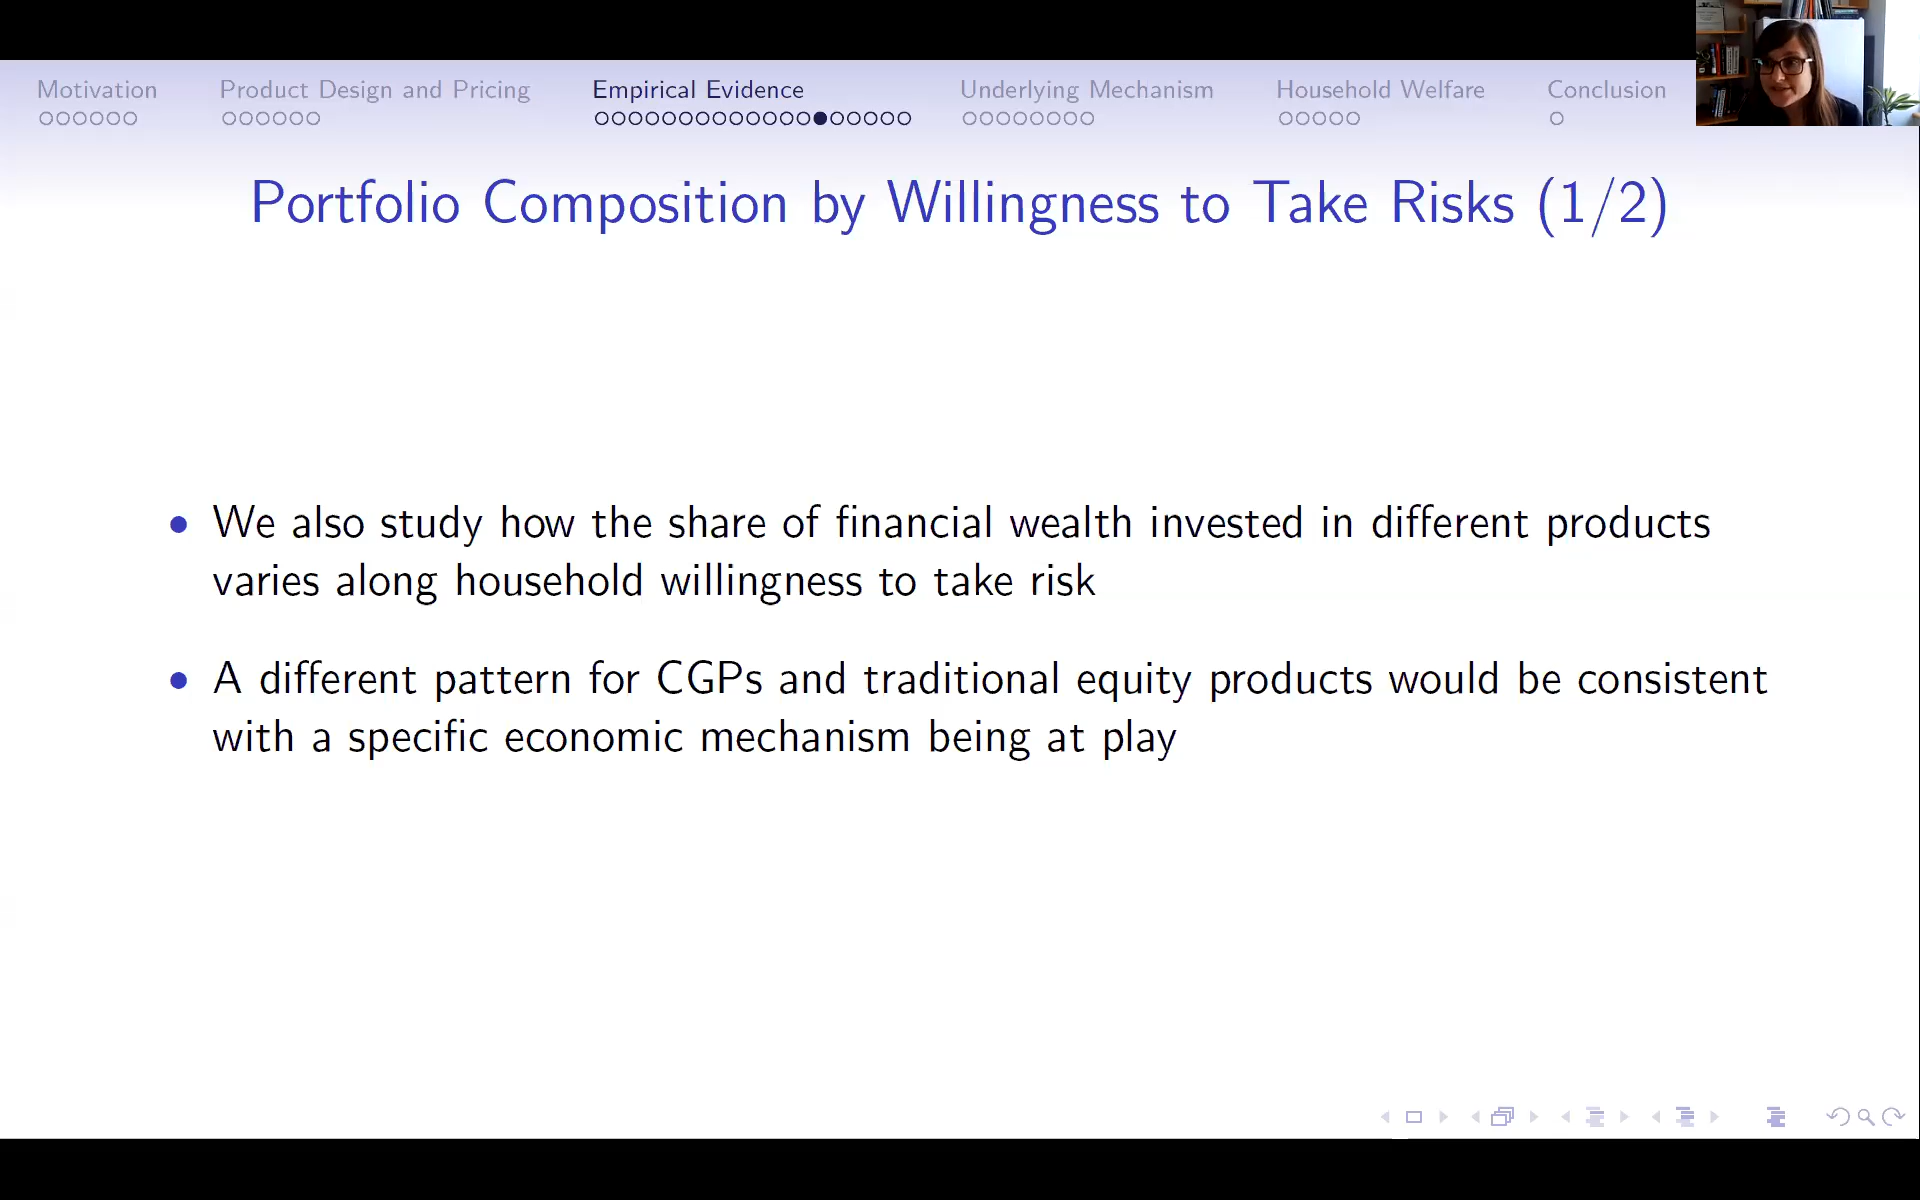 Motivation
Product Design and Pricing
Empirical Evidence
Underlying Mechanism
Household Welfare
Conclusion
Portfolio Composition by Willingness to Take Risks (1/2)
• We also study how the share of financial wealth invested in different products
varies along household willingness to take risk
• A different pattern for CGPs and traditional equity products would be consistent
with a specific economic mechanism being at play